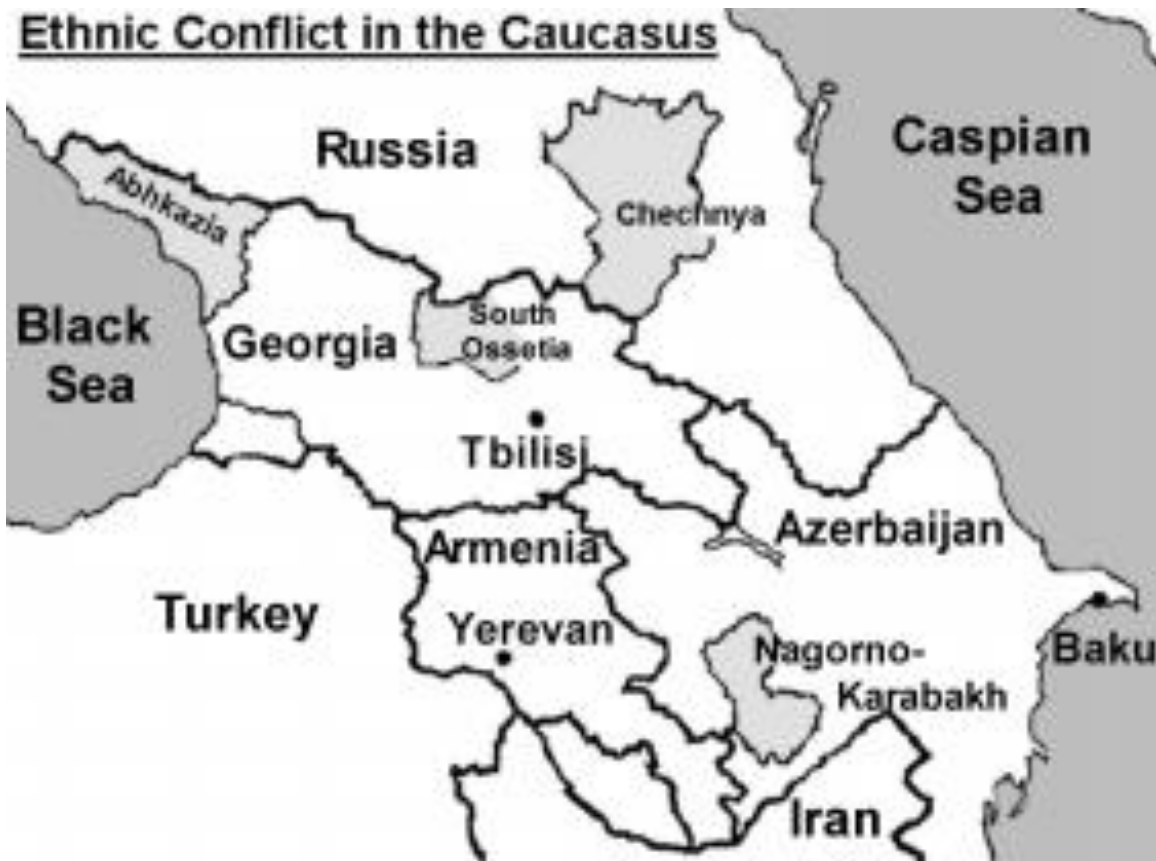 Ethnic Conflict in the Caucasus
Russia
Caspian
Sea
Abhkazia
Chechnya
Black
Sea
Georgia
South
Ossetia
Tbilisi
Azerbaijan
Armenia
Turkey
Yerevan
Nagorno-
Karabakh
Baku
Iran